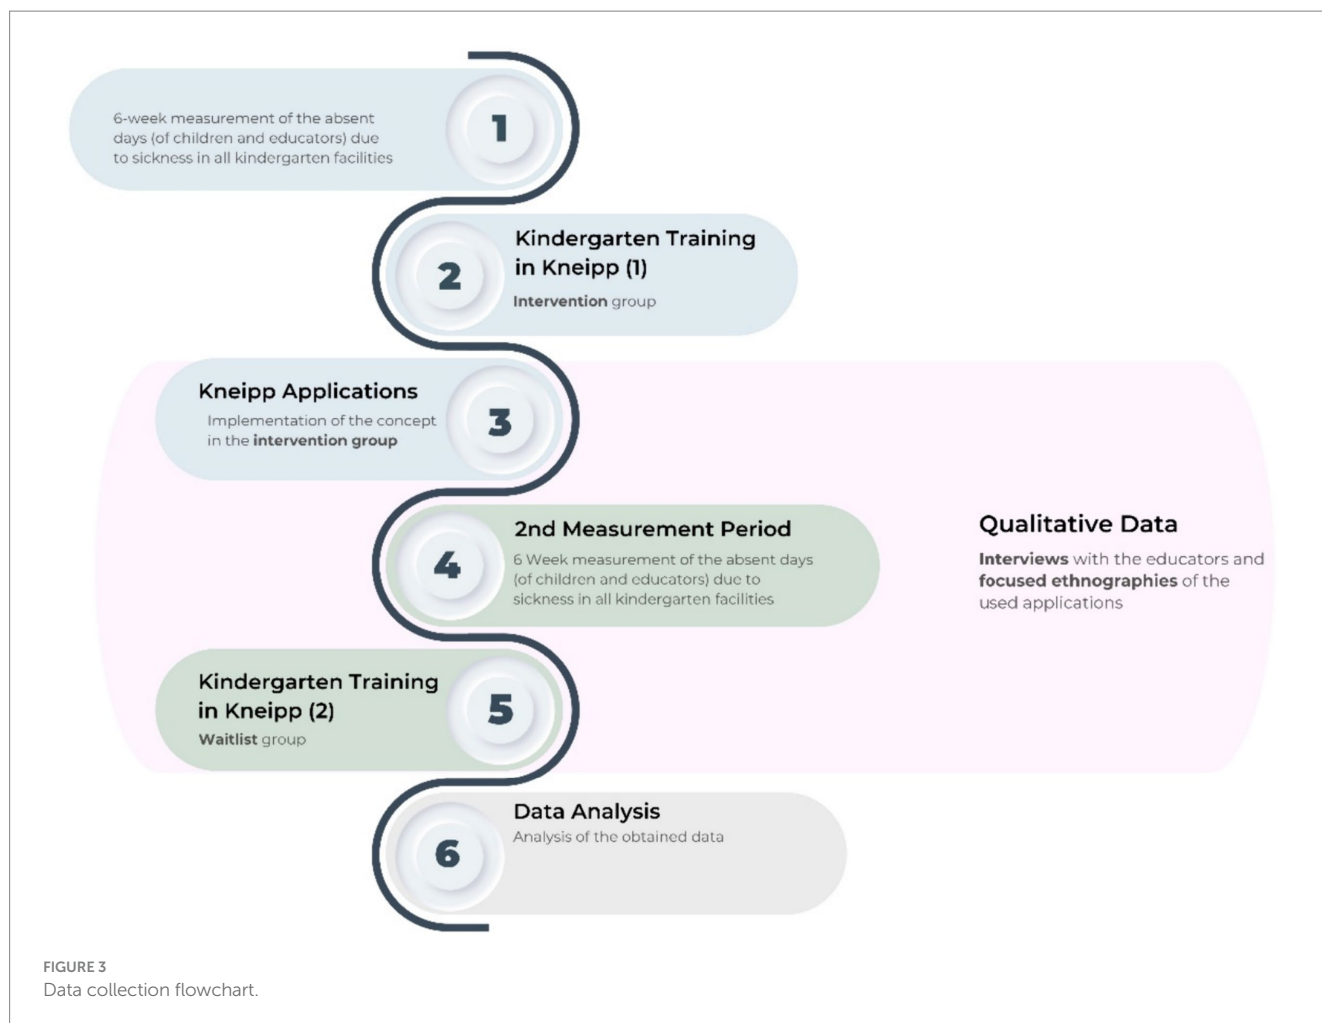 6-week measurement of the absent
days (of children and educators) due
to sickness in all kindergarten facilities
1
2
Kindergarten Training
in Kneipp (1)
Intervention group
Kneipp Applications
Implementation of the concept
in the intervention group
3
4
2nd Measurement Period
6 Week measurement of the absent days
(of children and educators) due to
sickness in all kindergarten facilities
Qualitative Data
Interviews with the educators and
focused ethnographies of the
used applications
Kindergarten Training
in Kneipp (2)
Waitlist group
5
6
Data Analysis
Analysis of the obtained data
FIGURE 3
Data collection flowchart.